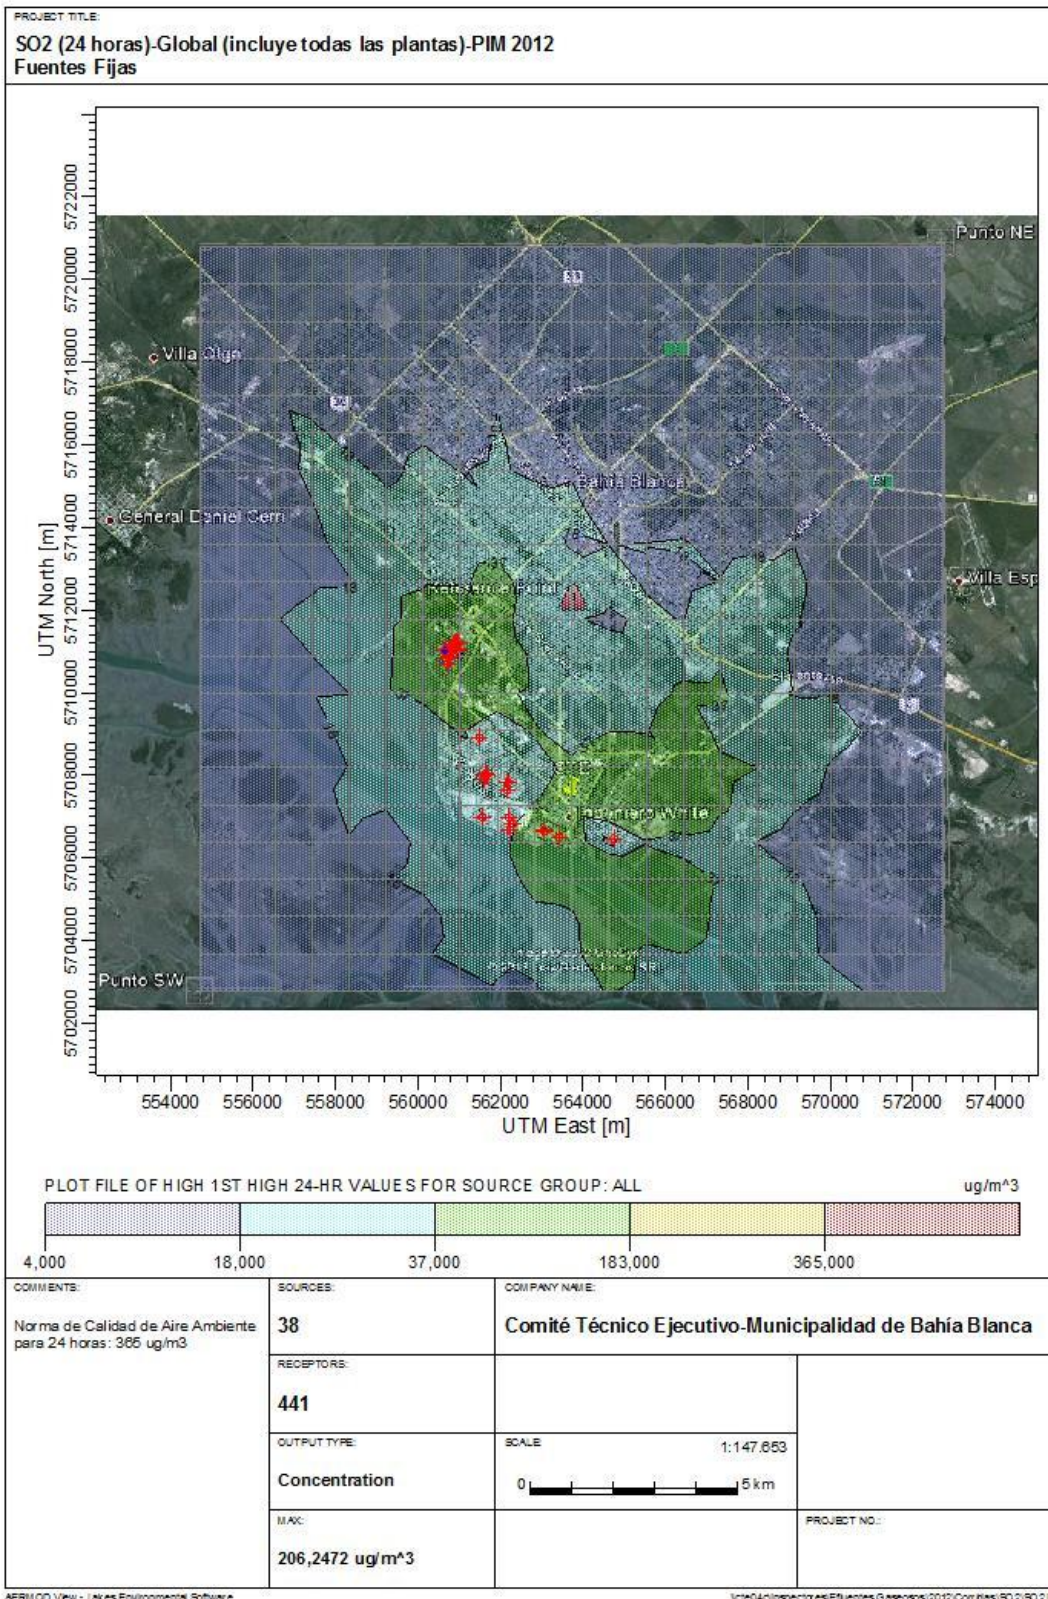 PROJECT TITLE:
SO2 (24 horas)-Global (incluye todas las plantas)-PIM 2012
Fuentes Fijas
UTM North [m]
5722000
5720000
5718000
5716000
5714000
5712000
5710000
5708000
5706000
5704000
5702000
Punto NE
Villa Olga
Bahía Blanca
General Daniel Cerri
Villa Esp
Ingeniero White
Punto SW
554000 556000 558000 560000 562000 564000 566000 568000 570000 572000 574000
UTM East [m]
PLOT FILE OF HIGH 1ST HIGH 24-HR VALUES FOR SOURCE GROUP: ALL
ug/m^3
4,000 18,000 37,000 183,000 365,000
COMMENTS:
Norma de Calidad de Aire Ambiente
para 24 horas: 365 ug/m3
SOURCES:
38
COMPANY NAME:
Comité Técnico Ejecutivo-Municipalidad de Bahía Blanca
RECEPTORS:
441
OUTPUT TYPE:
Concentration
SCALE:
1:147.653
0 5 km
MAX:
206,2472 ug/m^3
PROJECT NO.:
AERMOD View - Lakes Environmental Software